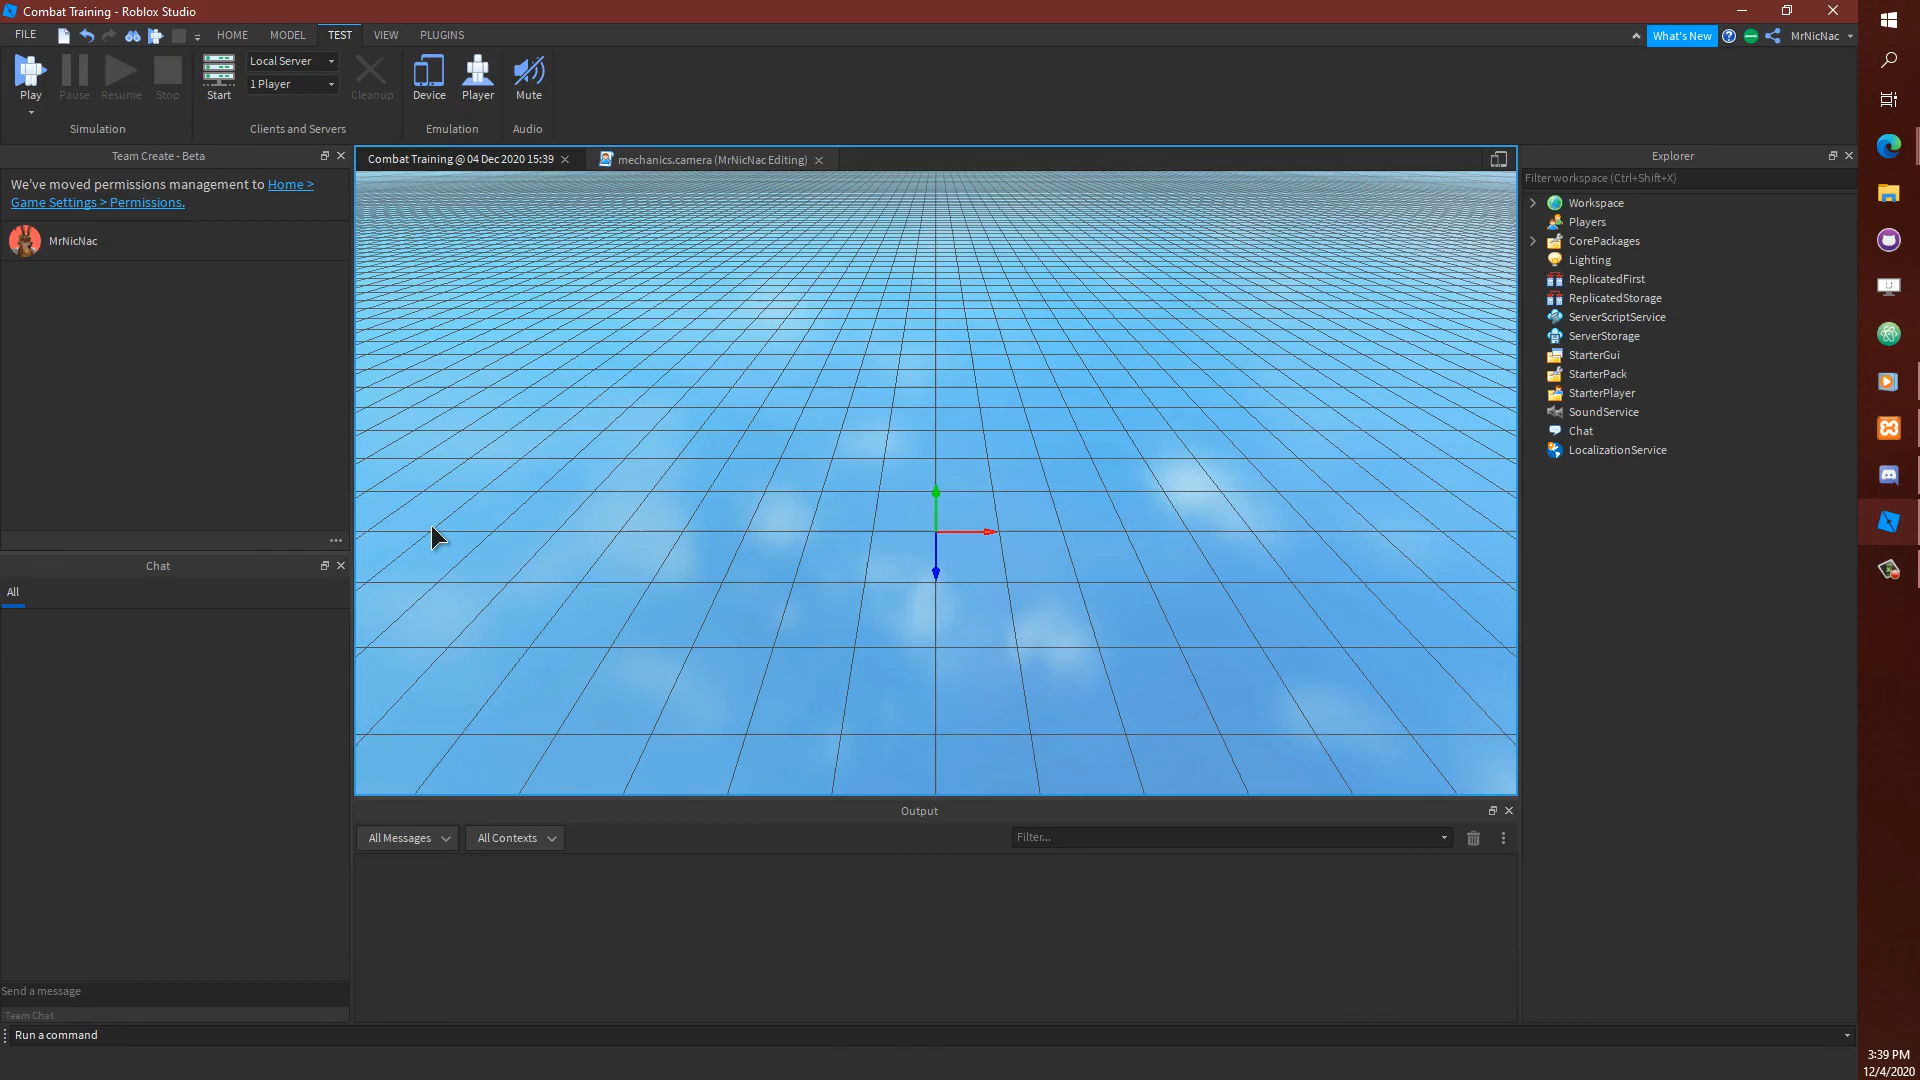 Combat Training - Roblox Studio
FILE
HOME
MODEL
TEST
VIEW
PLUGINS
What's New
MrNicNac
Play
Pause
Resume
Stop
Start
Local Server
1 Player
Cleanup
Device
Player
Mute
Simulation
Clients and Servers
Emulation
Audio
Team Create - Beta
We've moved permissions management to Home >
Game Settings > Permissions.
MrNicNac
Chat
All
Send a message
Team Chat
Combat Training @ 04 Dec 2020 15:39
mechanics.camera (MrNicNac Editing)
Output
All Messages
All Contexts
Filter...
Explorer
Filter workspace (Ctrl+Shift+X)
Workspace
Players
CorePackages
Lighting
ReplicatedFirst
ReplicatedStorage
ServerScriptService
ServerStorage
StarterGui
StarterPack
StarterPlayer
SoundService
Chat
LocalizationService
Run a command
3:39 PM
12/4/2020